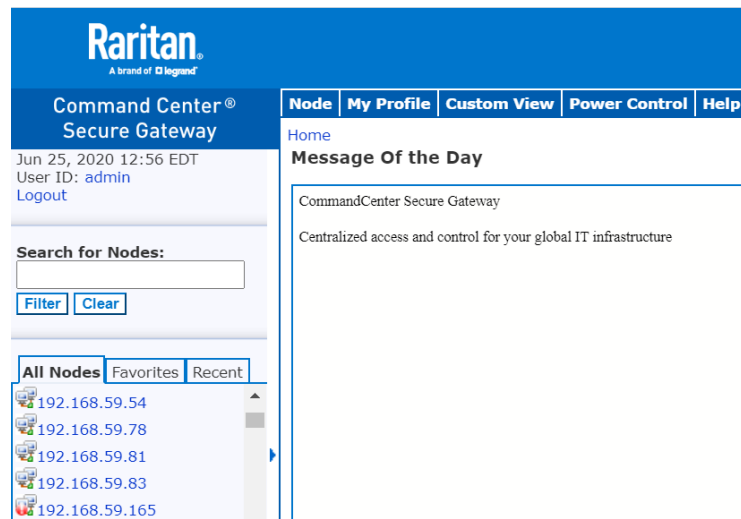 Raritan.
A brand of legrand
Command Center®
Secure Gateway
Jun 25, 2020 12:56 EDT
User ID: admin
Logout
Search for Nodes:
Filter Clear
All Nodes Favorites Recent
192.168.59.54
192.168.59.78
192.168.59.81
192.168.59.83
192.168.59.165
Node My Profile Custom View Power Control Help
Home
Message Of the Day
CommandCenter Secure Gateway
Centralized access and control for your global IT infrastructure